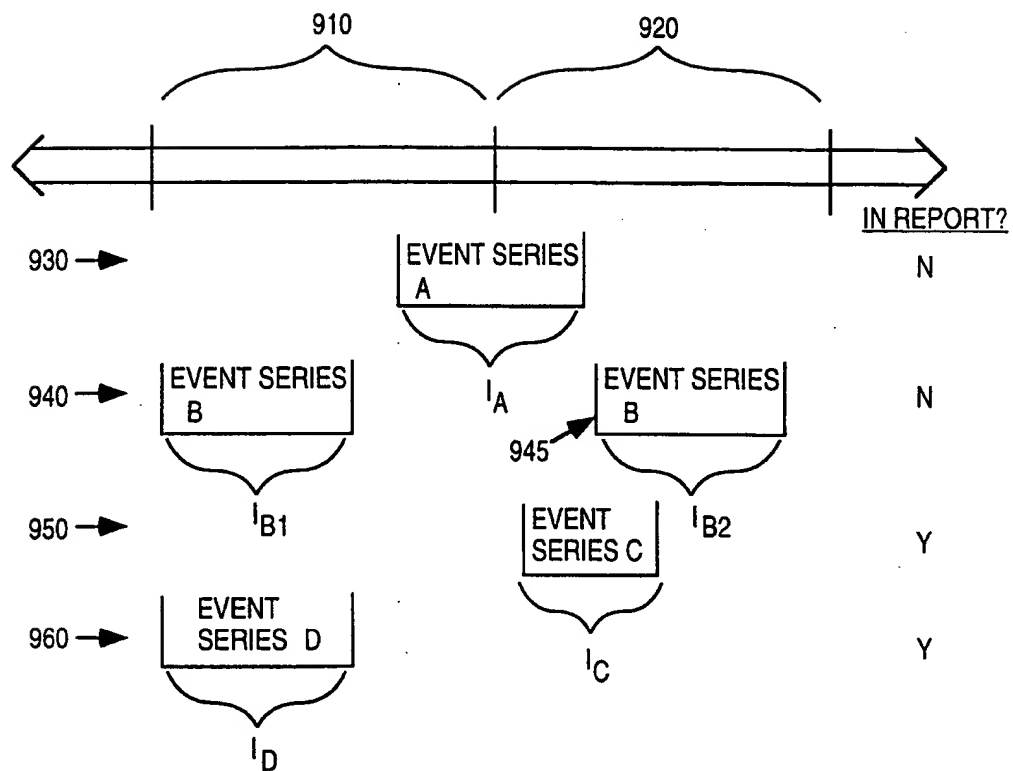 910 920
IN REPORT?
930 EVENT SERIES A N
I_A
940 EVENT SERIES B EVENT SERIES B N
945
I_B1 I_B2
950 EVENT SERIES C Y
I_C
960 EVENT SERIES D Y
I_D